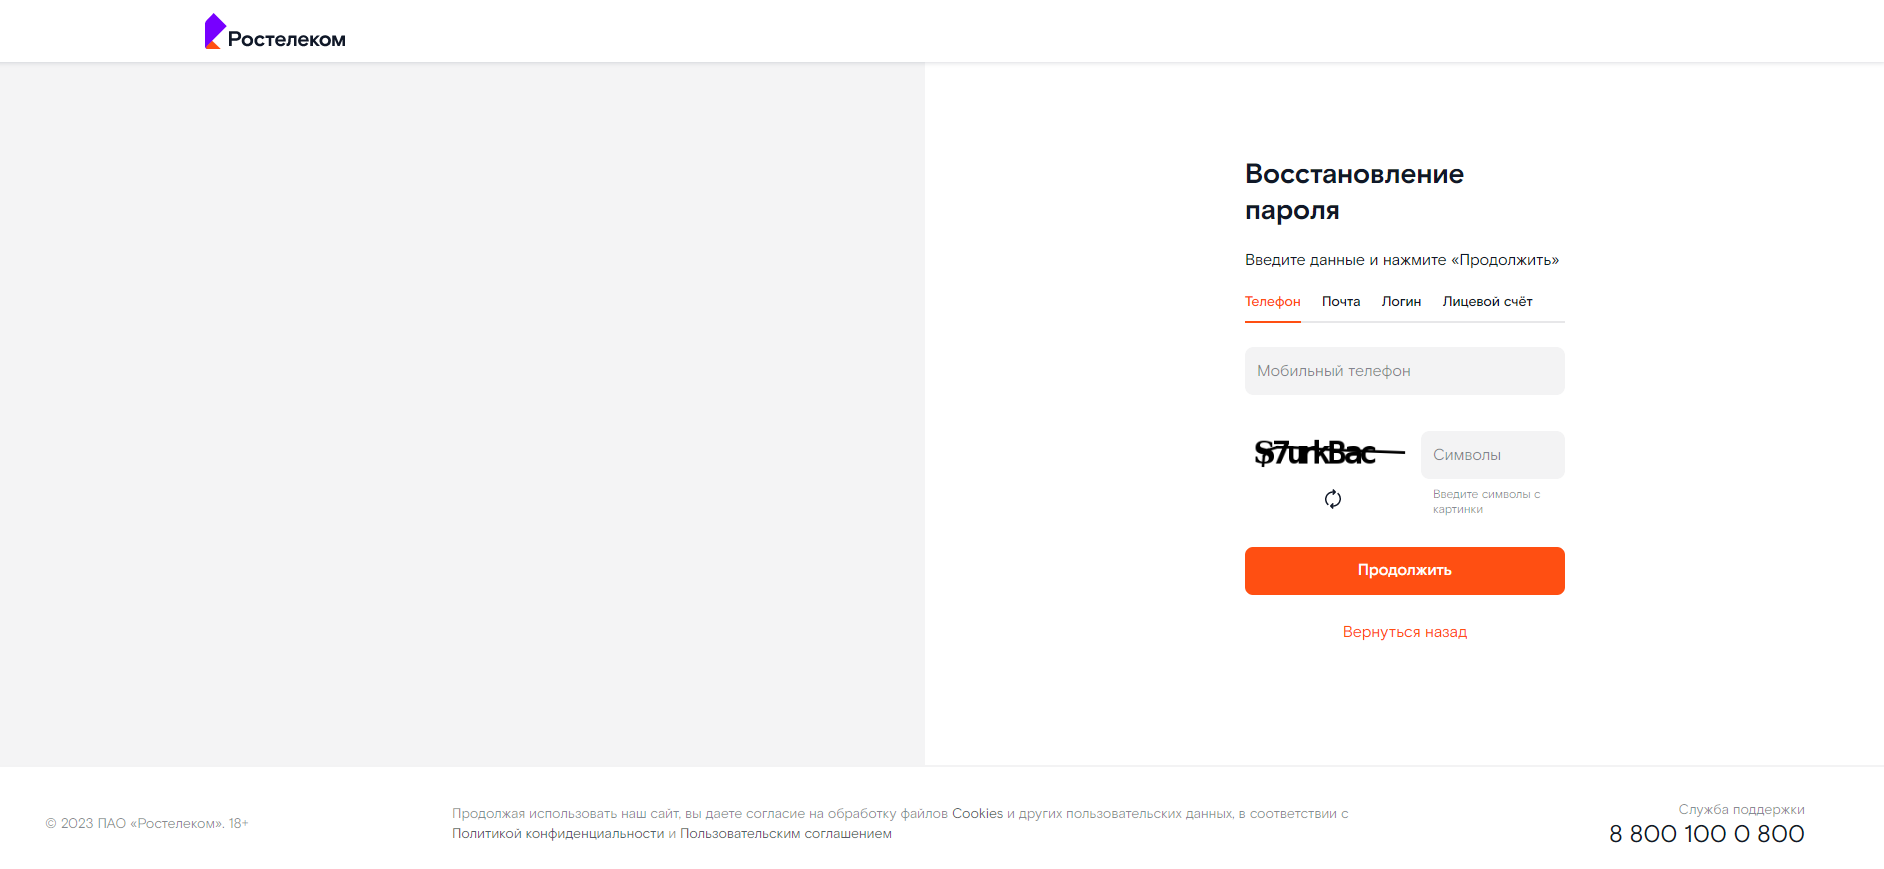 Ростелеком
Восстановление
пароля
Введите данные и нажмите «Продолжить»
Телефон Почта Логин Лицевой счёт
Мобильный телефон
Символы
Введите символы с
картинки
Продолжить
Вернуться назад
© 2023 ПАО «Ростелеком». 18+
Продолжая использовать наш сайт, вы даете согласие на обработку файлов Cookies и других пользовательских данных, в соответствии с
Политикой конфиденциальности и Пользовательским соглашением
Служба поддержки
8 800 100 0 800